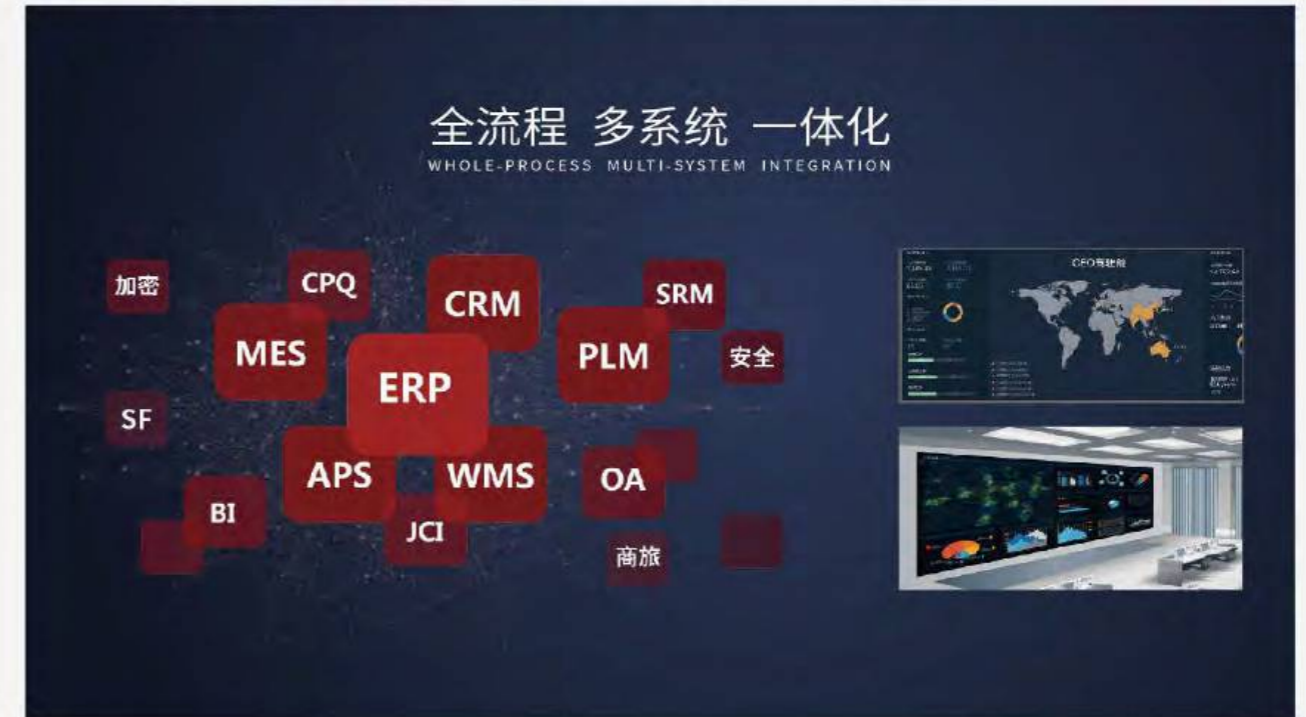 全流程 多系统 一体化
WHOLE-PROCESS MULTI-SYSTEM INTEGRATION
加密
CPQ
CRM
SRM
MES
ERP
PLM
安全
SF
APS
WMS
OA
BI
JCI
商旅
CEO驾驶舱